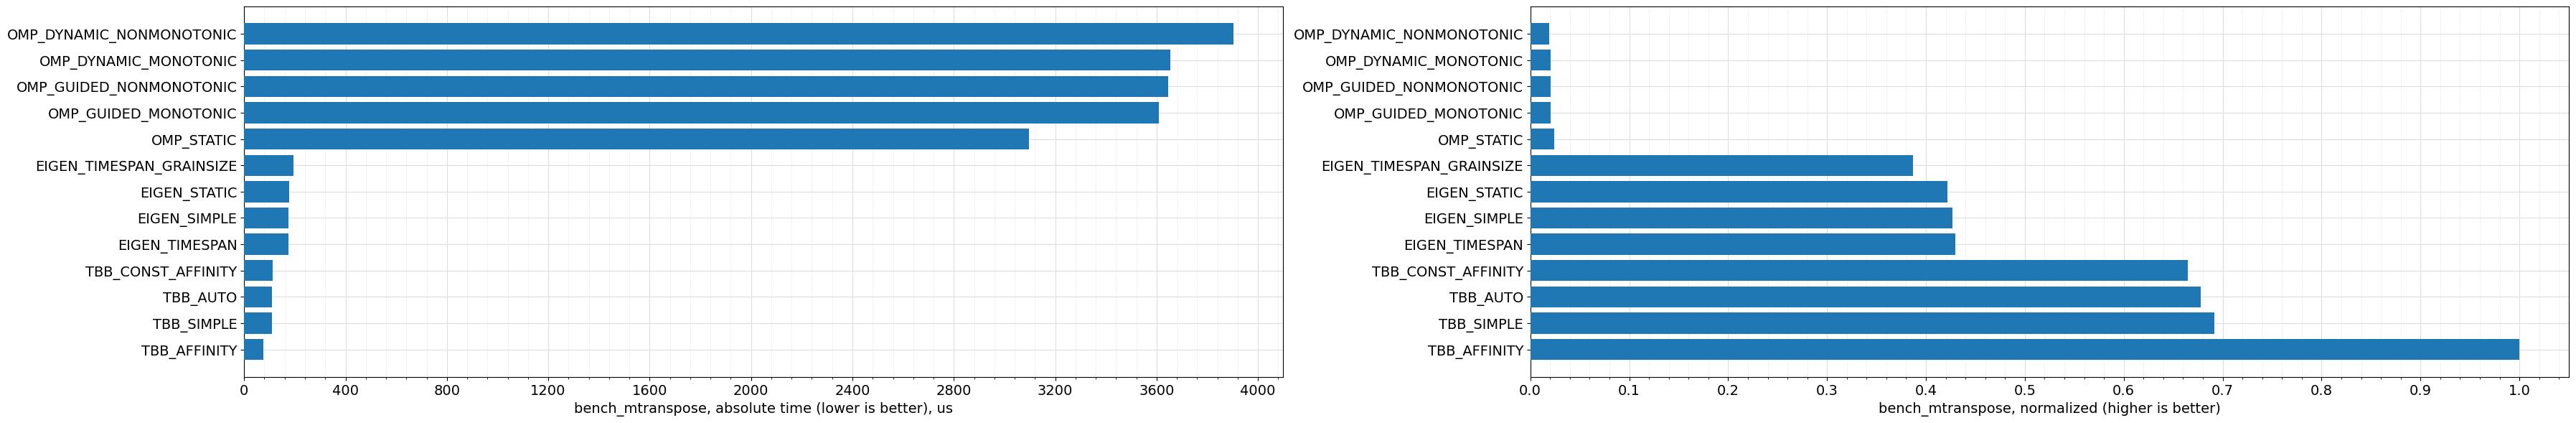 OMP_DYNAMIC_NONMONOTONIC
OMP_DYNAMIC_MONOTONIC
OMP_GUIDED_NONMONOTONIC
OMP_GUIDED_MONOTONIC
OMP_STATIC
EIGEN_TIMESPAN_GRAINSIZE
EIGEN_STATIC
EIGEN_SIMPLE
EIGEN_TIMESPAN
TBB_CONST_AFFINITY
TBB_AUTO
TBB_SIMPLE
TBB_AFFINITY
0 400 800 1200 1600 2000 2400 2800 3200 3600 4000
bench_mtranspose, absolute time (lower is better), us
OMP_DYNAMIC_NONMONOTONIC
OMP_DYNAMIC_MONOTONIC
OMP_GUIDED_NONMONOTONIC
OMP_GUIDED_MONOTONIC
OMP_STATIC
EIGEN_TIMESPAN_GRAINSIZE
EIGEN_STATIC
EIGEN_SIMPLE
EIGEN_TIMESPAN
TBB_CONST_AFFINITY
TBB_AUTO
TBB_SIMPLE
TBB_AFFINITY
0.0 0.1 0.2 0.3 0.4 0.5 0.6 0.7 0.8 0.9 1.0
bench_mtranspose, normalized (higher is better)